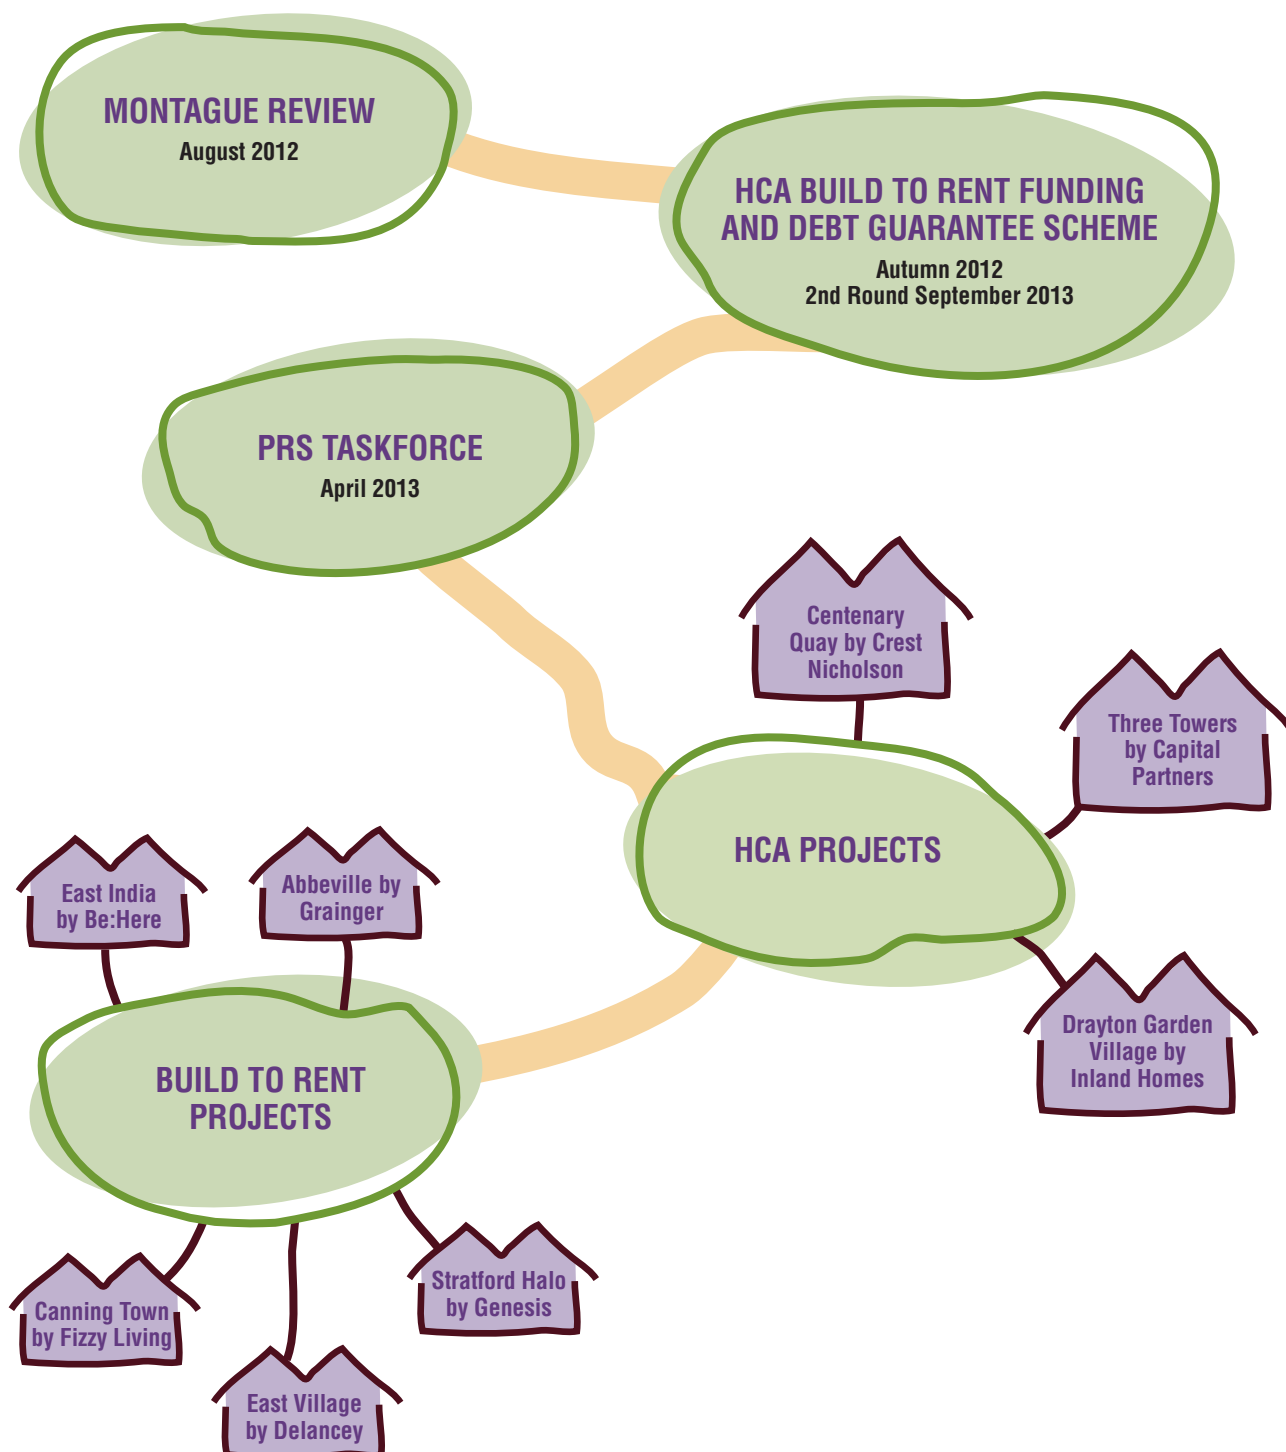 MONTAGUE REVIEW
August 2012
HCA BUILD TO RENT FUNDING
AND DEBT GUARANTEE SCHEME
Autumn 2012
2nd Round September 2013
PRS TASKFORCE
April 2013
Centenary
Quay by Crest
Nicholson
Three Towers
by Capital
Partners
HCA PROJECTS
East India
by Be:Here
Abbeville by
Grainger
Drayton Garden
Village by
Inland Homes
BUILD TO RENT
PROJECTS
Stratford Halo
by Genesis
Canning Town
by Fizzy Living
East Village
by Delancey